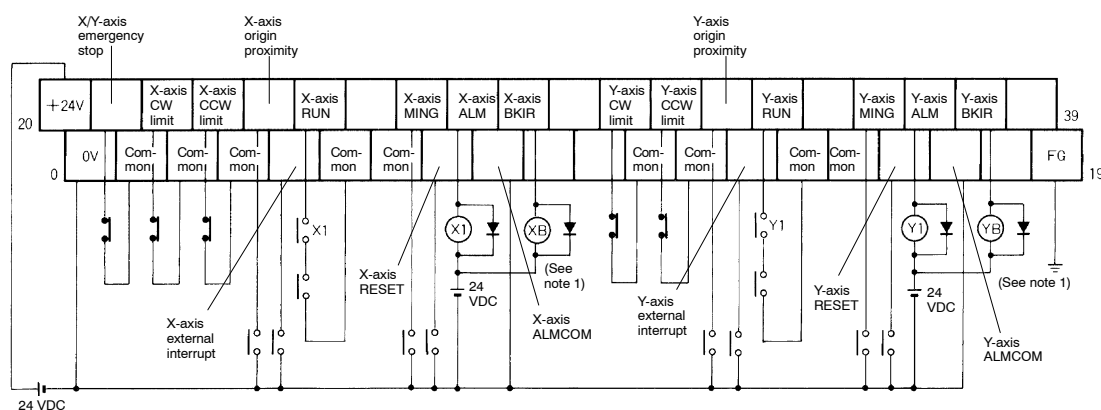 X/Y-axis
emergency
stop
X-axis
origin
proximity
Y-axis
origin
proximity
+24V
X-axis
CW
limit
X-axis
CCW
limit
X-axis
RUN
X-axis
MING
X-axis
ALM
X-axis
BKIR
Y-axis
CW
limit
Y-axis
CCW
limit
Y-axis
RUN
Y-axis
MING
Y-axis
ALM
Y-axis
BKIR
20
39
0V
Com-
mon
Com-
mon
Com-
mon
Com-
mon
Com-
mon
Com-
mon
Com-
mon
Com-
mon
Com-
mon
FG
0
19
X1
X1
XB
Y1
Y1
YB
(See
note 1)
(See note 1)
X-axis
RESET
24
VDC
X-axis
external
interrupt
X-axis
ALMCOM
Y-axis
external
interrupt
Y-axis
RESET
24
VDC
Y-axis
ALMCOM
24 VDC